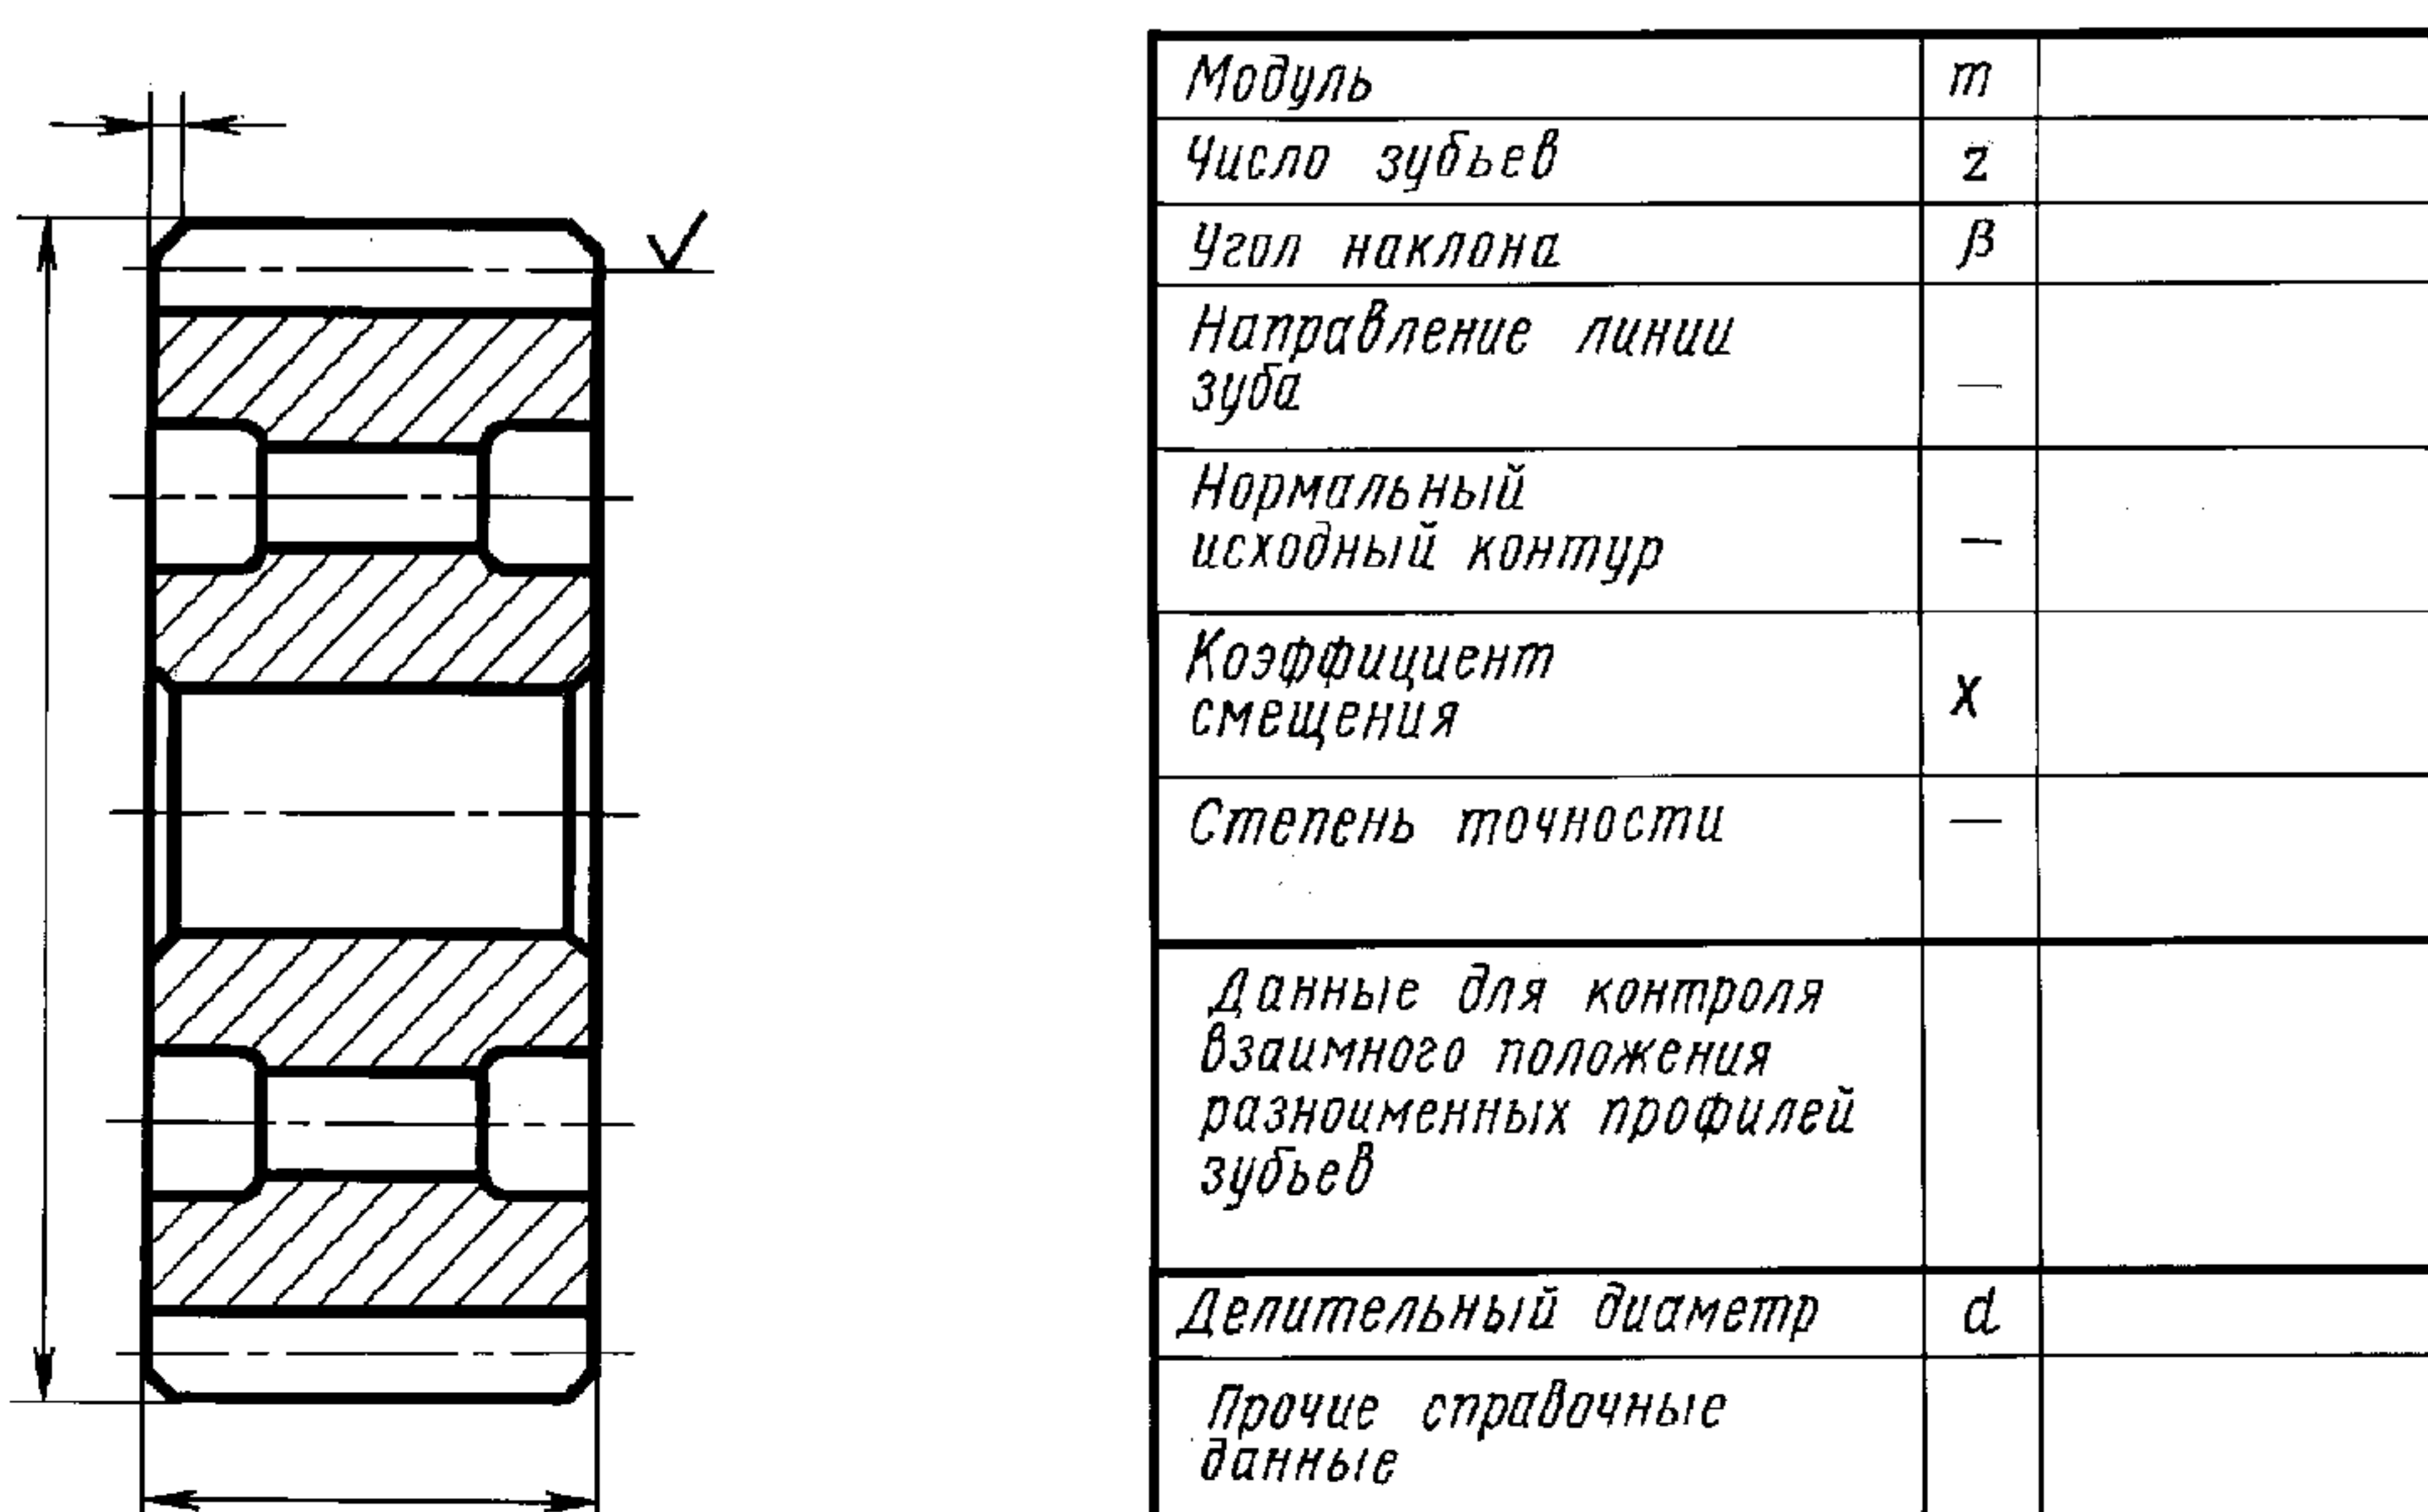 Модуль m
Число зубьев z
Угол наклона β
Направление линии
зуба —
Нормальный
исходный контур —
Коэффициент
смещения x
Степень точности —
Данные для контроля
взаимного положения
разноименных профилей
зубьев
Делительный диаметр d
Прочие справочные
данные